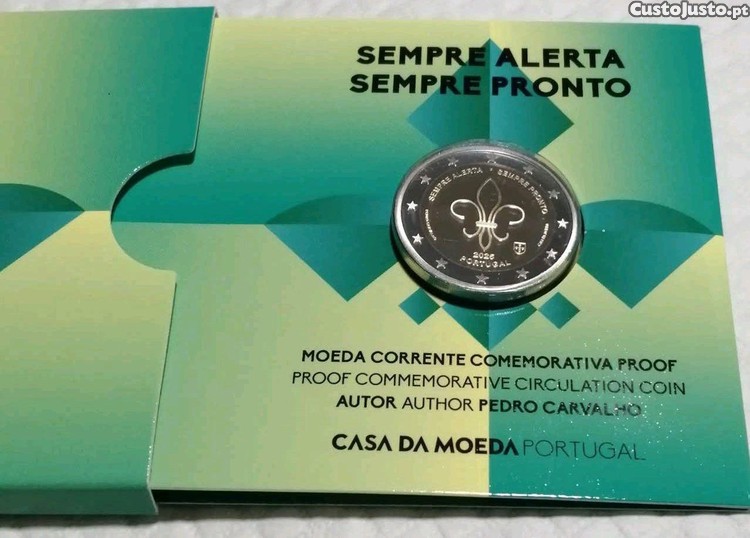 CustoJusto.pt
SEMPRE ALERTA
SEMPRE PRONTO
SEMPRE ALERTA • SEMPRE PRONTO
2025
PORTUGAL
MOEDA CORRENTE COMEMORATIVA PROOF
PROOF COMMEMORATIVE CIRCULATION COIN
AUTOR AUTHOR PEDRO CARVALHO
CASA DA MOEDA PORTUGAL